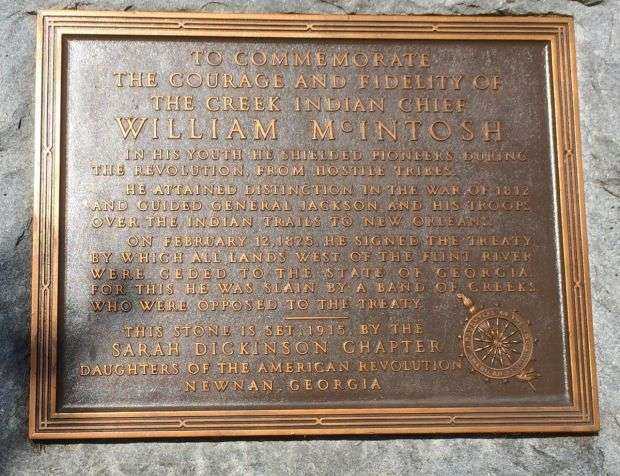 TO COMMEMORATE
THE COURAGE AND FIDELITY OF
THE CREEK INDIAN CHIEF
WILLIAM McINTOSH
IN HIS YOUTH HE SHIELDED PIONEERS, DURING
THE REVOLUTION, FROM HOSTILE TRIBES.
HE ATTAINED DISTINCTION IN THE WAR OF 1812
AND GUIDED GENERAL JACKSON AND HIS TROOPS
OVER THE INDIAN TRAILS TO NEW ORLEANS.
ON FEBRUARY 12, 1825, HE SIGNED THE TREATY,
BY WHICH ALL LANDS WEST OF THE FLINT RIVER
WERE CEDED TO THE STATE OF GEORGIA.
FOR THIS HE WAS SLAIN BY A BAND OF CREEKS
WHO WERE OPPOSED TO THE TREATY.
THIS STONE IS SET, 1915, BY THE
SARAH DICKINSON CHAPTER
DAUGHTERS OF THE AMERICAN REVOLUTION
NEWNAN, GEORGIA